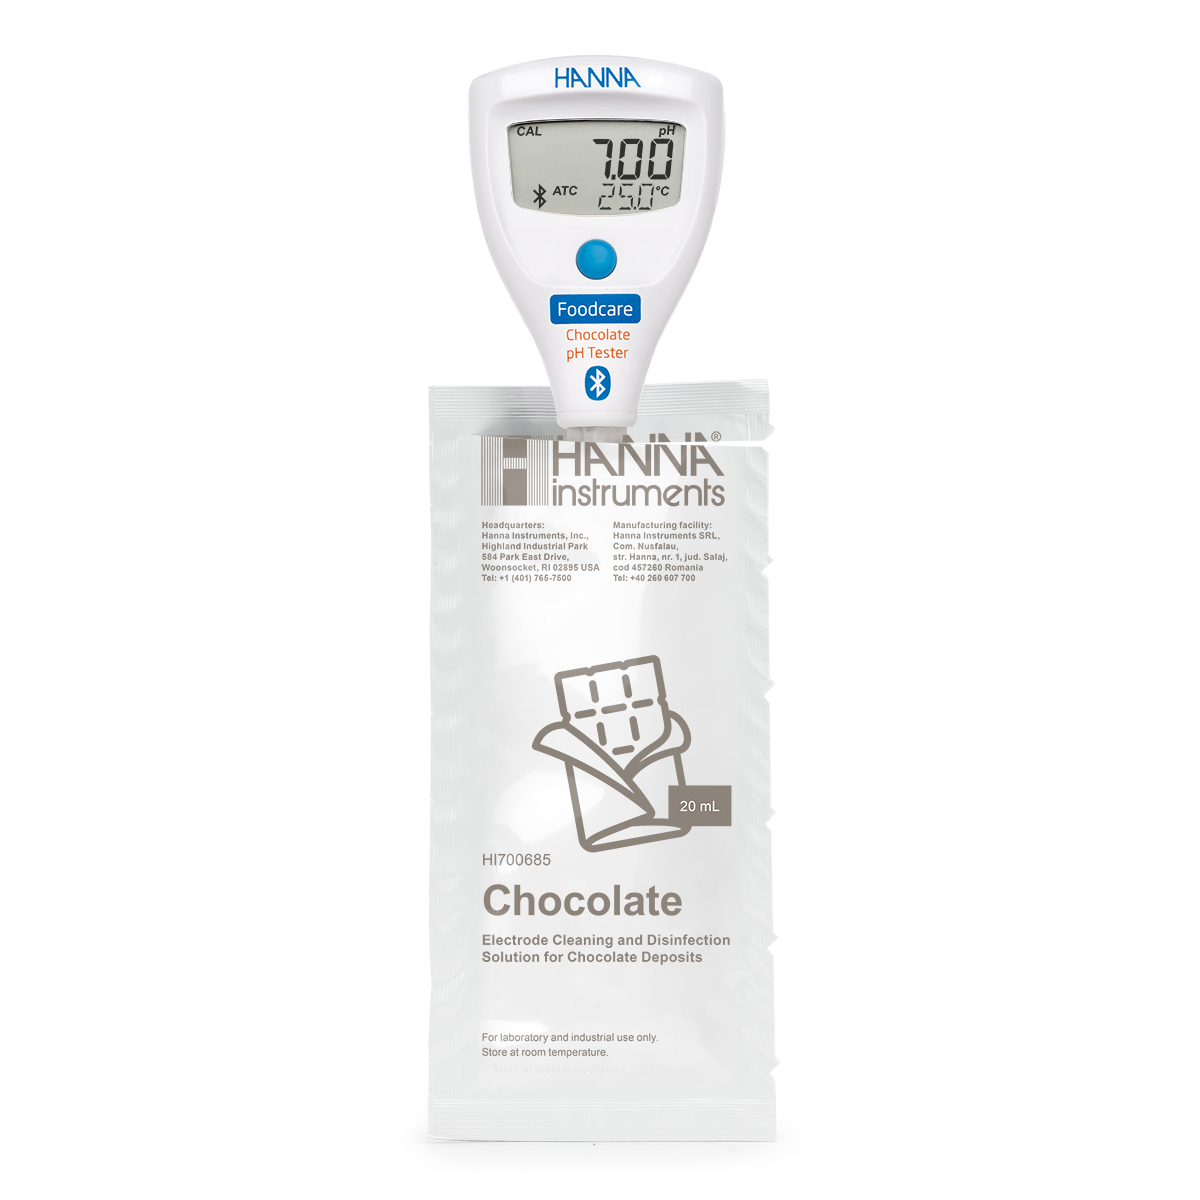 HANNA
CAL pH
7.00
ATC 25.0 °C
Foodcare
Chocolate
pH Tester
HANNA®
instruments
Headquarters:
Hanna Instruments, Inc.,
Highland Industrial Park
584 Park East Drive,
Woonsocket, RI 02895 USA
Tel: +1 (401) 765-7500
Manufacturing facility:
Hanna Instruments SRL,
Com. Nusfalau,
str. Hanna, nr. 1, jud. Salaj,
cod 457260 Romania
Tel: +40 260 607 700
20 mL
HI700685
Chocolate
Electrode Cleaning and Disinfection
Solution for Chocolate Deposits
For laboratory and industrial use only.
Store at room temperature.
Store at room temperature.